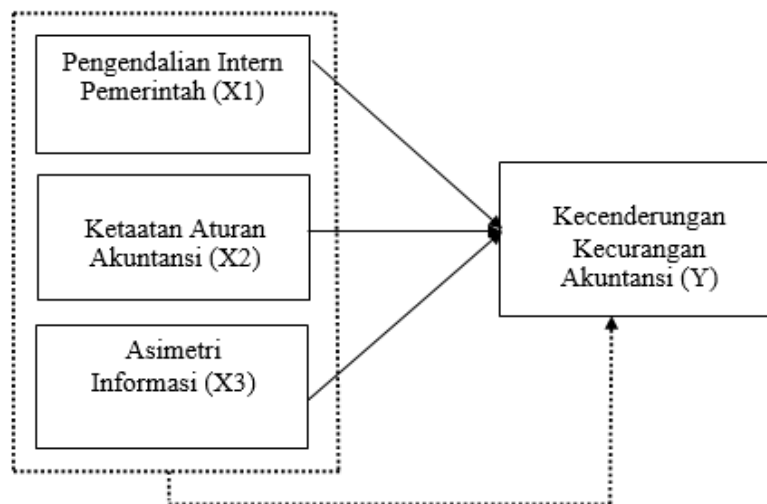 Pengendalian Intern
Pemerintah (X1)
Ketaatan Aturan
Akuntansi (X2)
Asimetri
Informasi (X3)
Kecenderungan
Kecurangan
Akuntansi (Y)